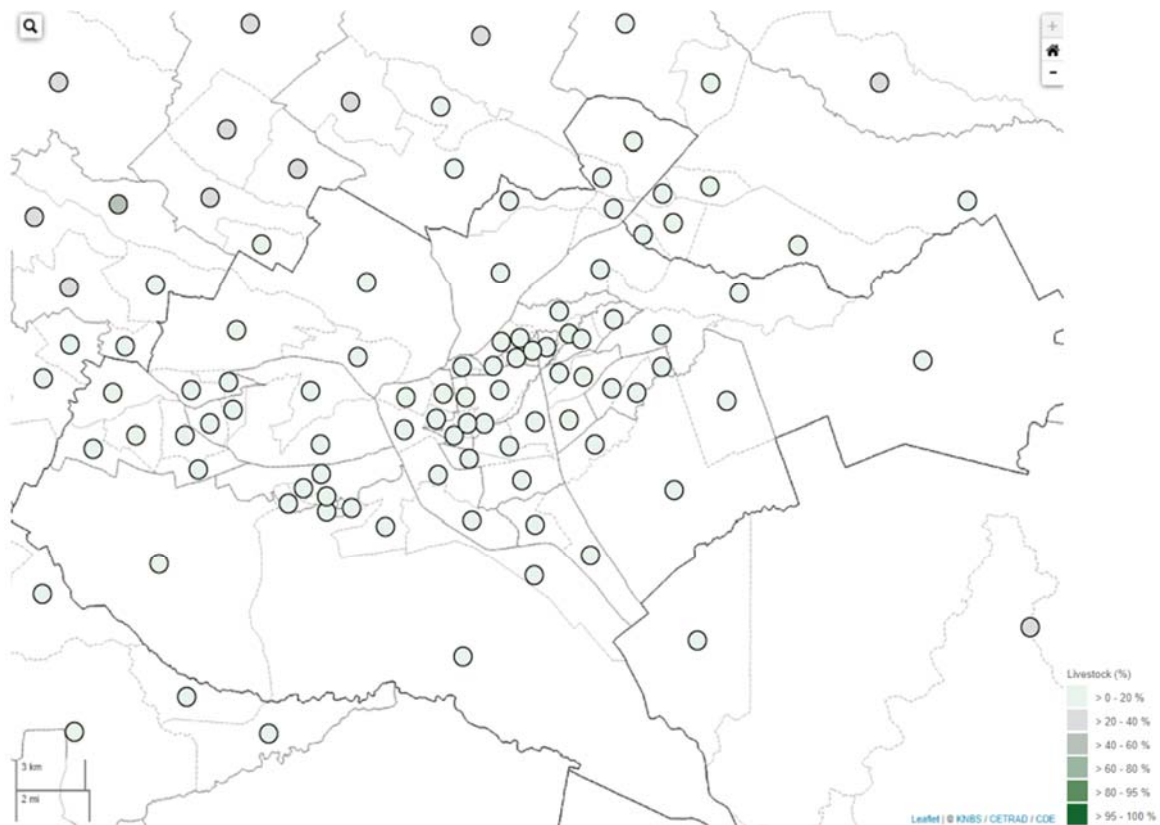 +
-
Livestock (%)
> 0 - 20 %
> 20 - 40 %
> 40 - 60 %
> 60 - 80 %
> 80 - 95 %
> 95 - 100 %
3 km
2 mi
Leaflet | © KNBS / CETRAD / CDE